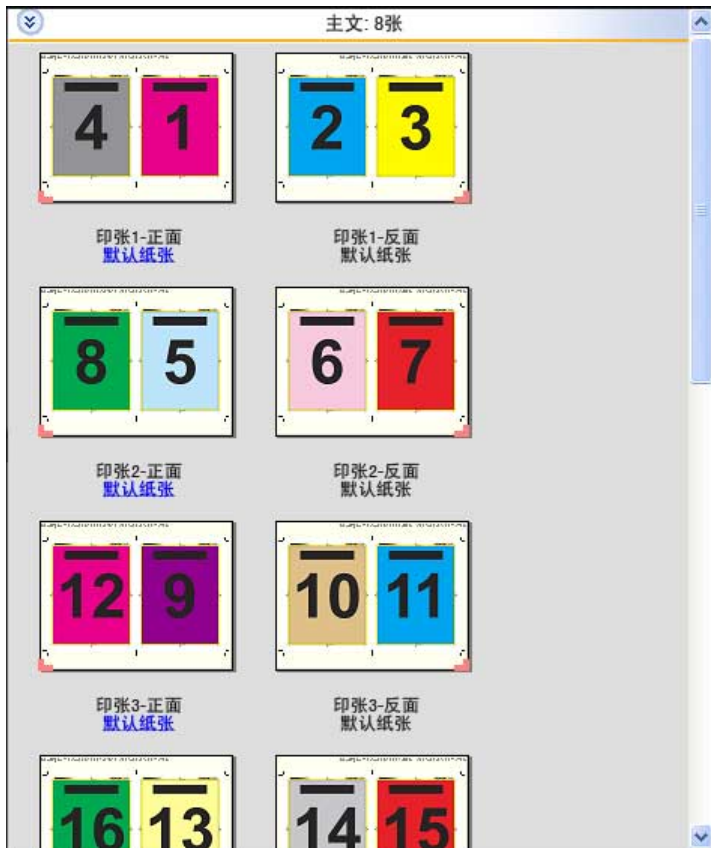 主文: 8张
4 1
2 3
印张1-正面
默认纸张
印张1-反面
默认纸张
8 5
6 7
印张2-正面
默认纸张
印张2-反面
默认纸张
12 9
10 11
印张3-正面
默认纸张
印张3-反面
默认纸张
16 13
14 15